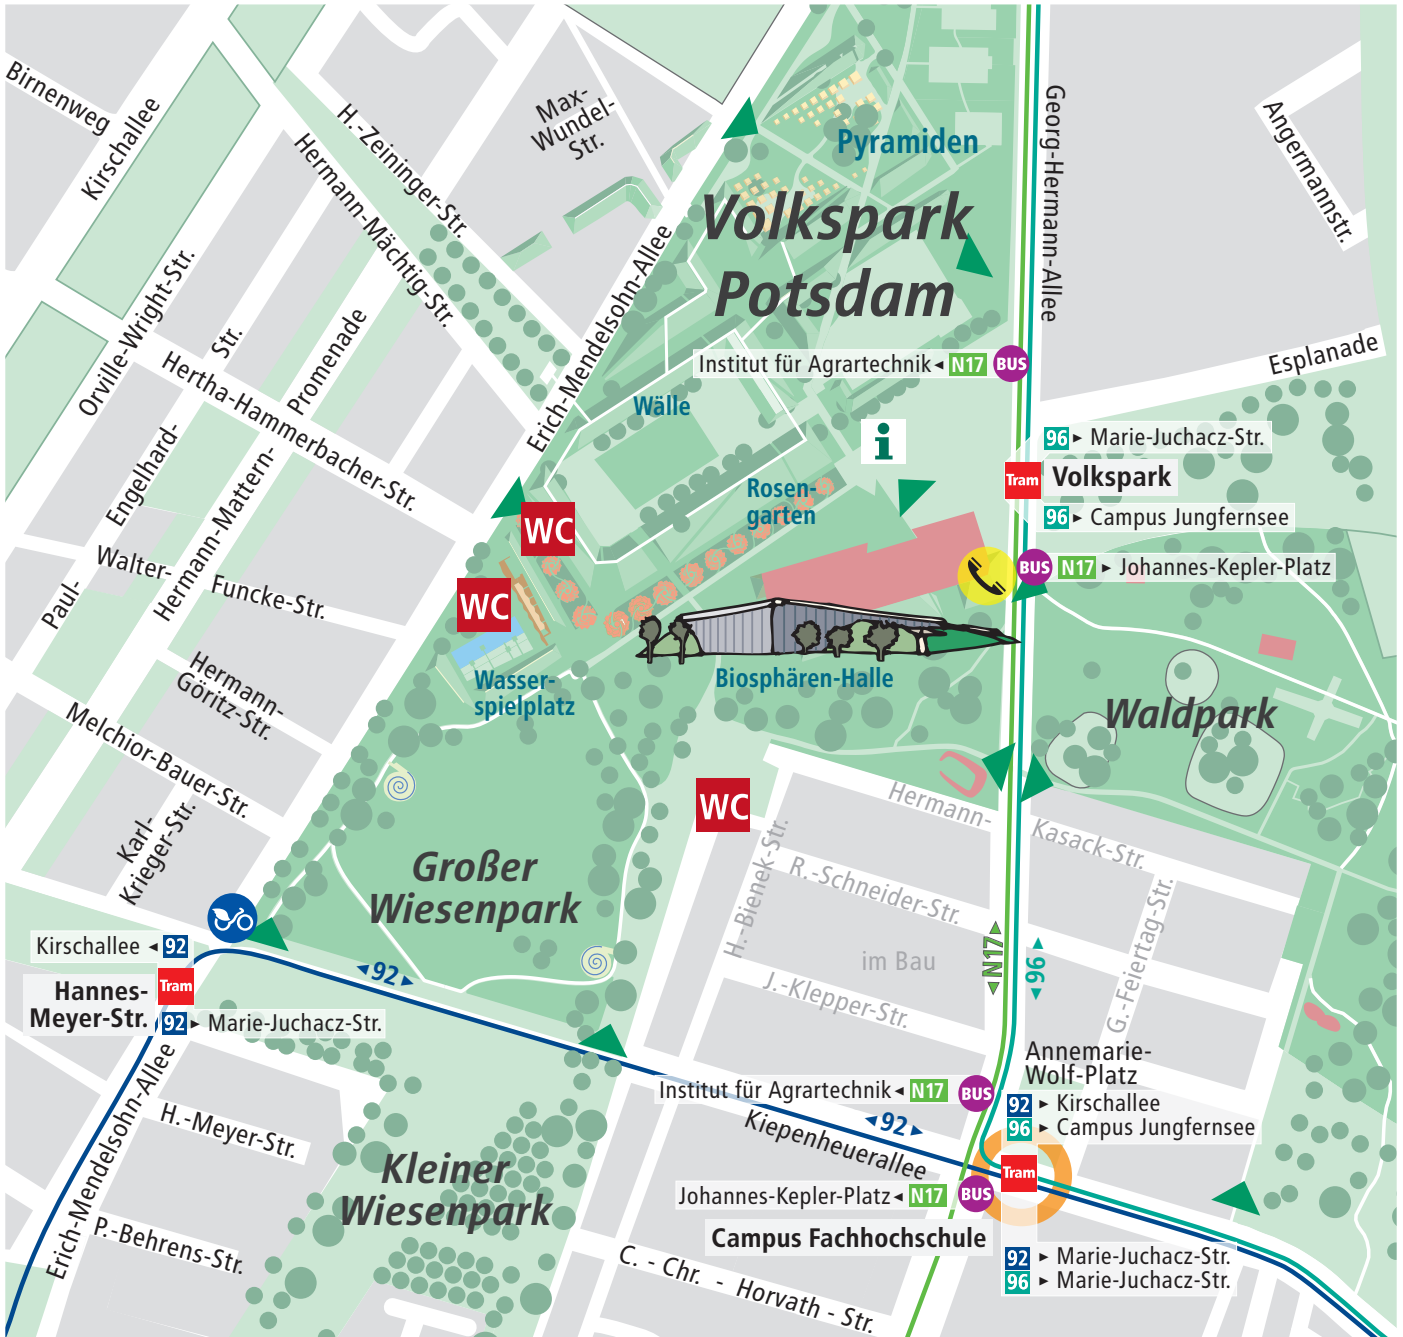 Birnenweg
Kirschallee
H.-Zeininger-Str.
Hermann-Mächtig-Str.
Max-
Wundel-
Str.
Pyramiden
Volkspark
Potsdam
Georg-Hermann-Allee
Angermannstr.
Esplanade
Orville-Wright-Str.
Hertha-Hammerbacher-Str.
Paul-
Engelhard-
Str.
Hermann-Mattern-
Promenade
Erich-Mendelsohn-Allee
Institut für Agrartechnik N17 BUS
Wälle
i
96 Marie-Juchacz-Str.
Tram Volkspark
96 Campus Jungfernsee
Rosen-
garten
WC
WC
BUS N17 Johannes-Kepler-Platz
Walter-
Funcke-Str.
Hermann-
Göritz-Str.
Melchior-Bauer-Str.
Karl-
Krieger-Str.
Wasser-
spielplatz
Biosphären-Halle
Waldpark
WC
Hermann-
Kasack-Str.
H.-Bienek-Str.
R.-Schneider-Str.
G.-Feiertag-Str.
im Bau
J.-Klepper-Str.
N17
96
Großer
Wiesenpark
Kirschallee 92
Tram
Hannes-
Meyer-Str.
92 Marie-Juchacz-Str.
92
Erich-Mendelsohn-Allee
H.-Meyer-Str.
P.-Behrens-Str.
Kleiner
Wiesenpark
Annemarie-
Wolf-Platz
Institut für Agrartechnik N17 BUS
92 Kirschallee
96 Campus Jungfernsee
92
Kiepenheuerallee
Tram
Johannes-Kepler-Platz N17 BUS
Campus Fachhochschule
92 Marie-Juchacz-Str.
96 Marie-Juchacz-Str.
C. - Chr. - Horvath - Str.